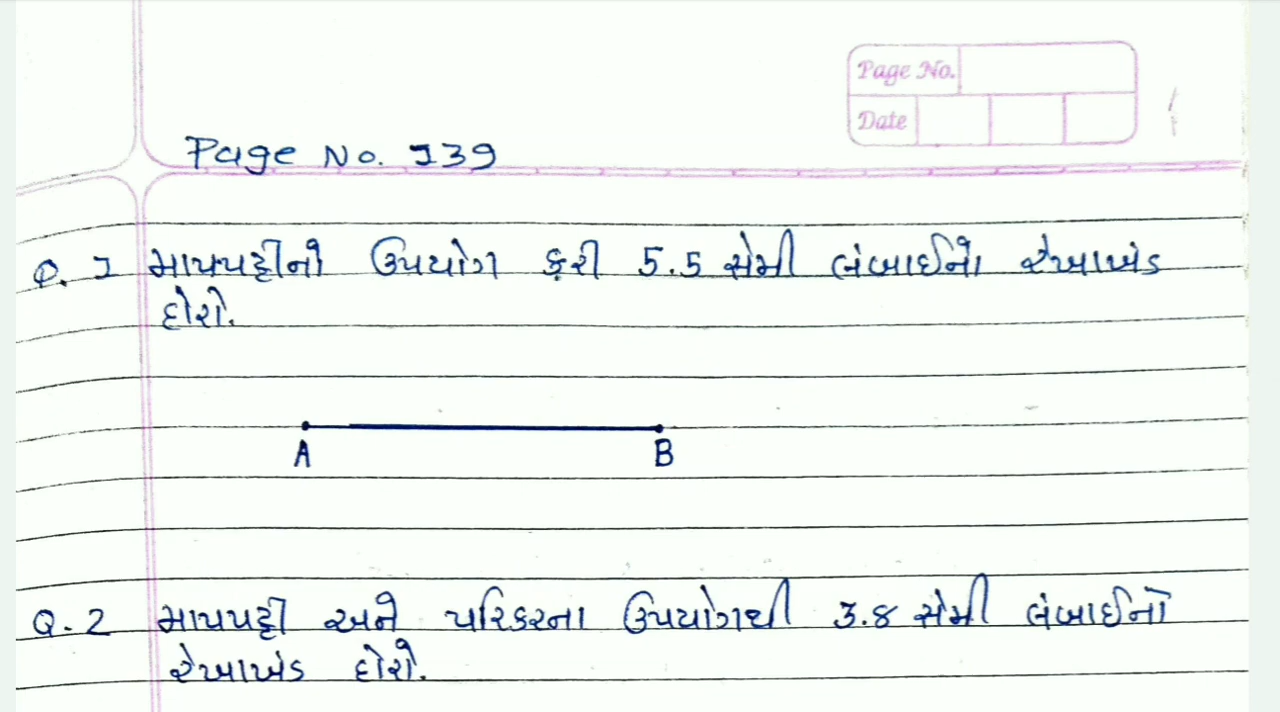 Page No.
Date
Page No. 139
Q. 1 માપપટ્ટીનો ઉપયોગ કરી 5.5 સેમી લંબાઈનો રેખાખંડ
દોરો.
A B
Q. 2 માપપટ્ટી અને પરિકરના ઉપયોગથી 3.8 સેમી લંબાઈનો
રેખાખંડ દોરો.